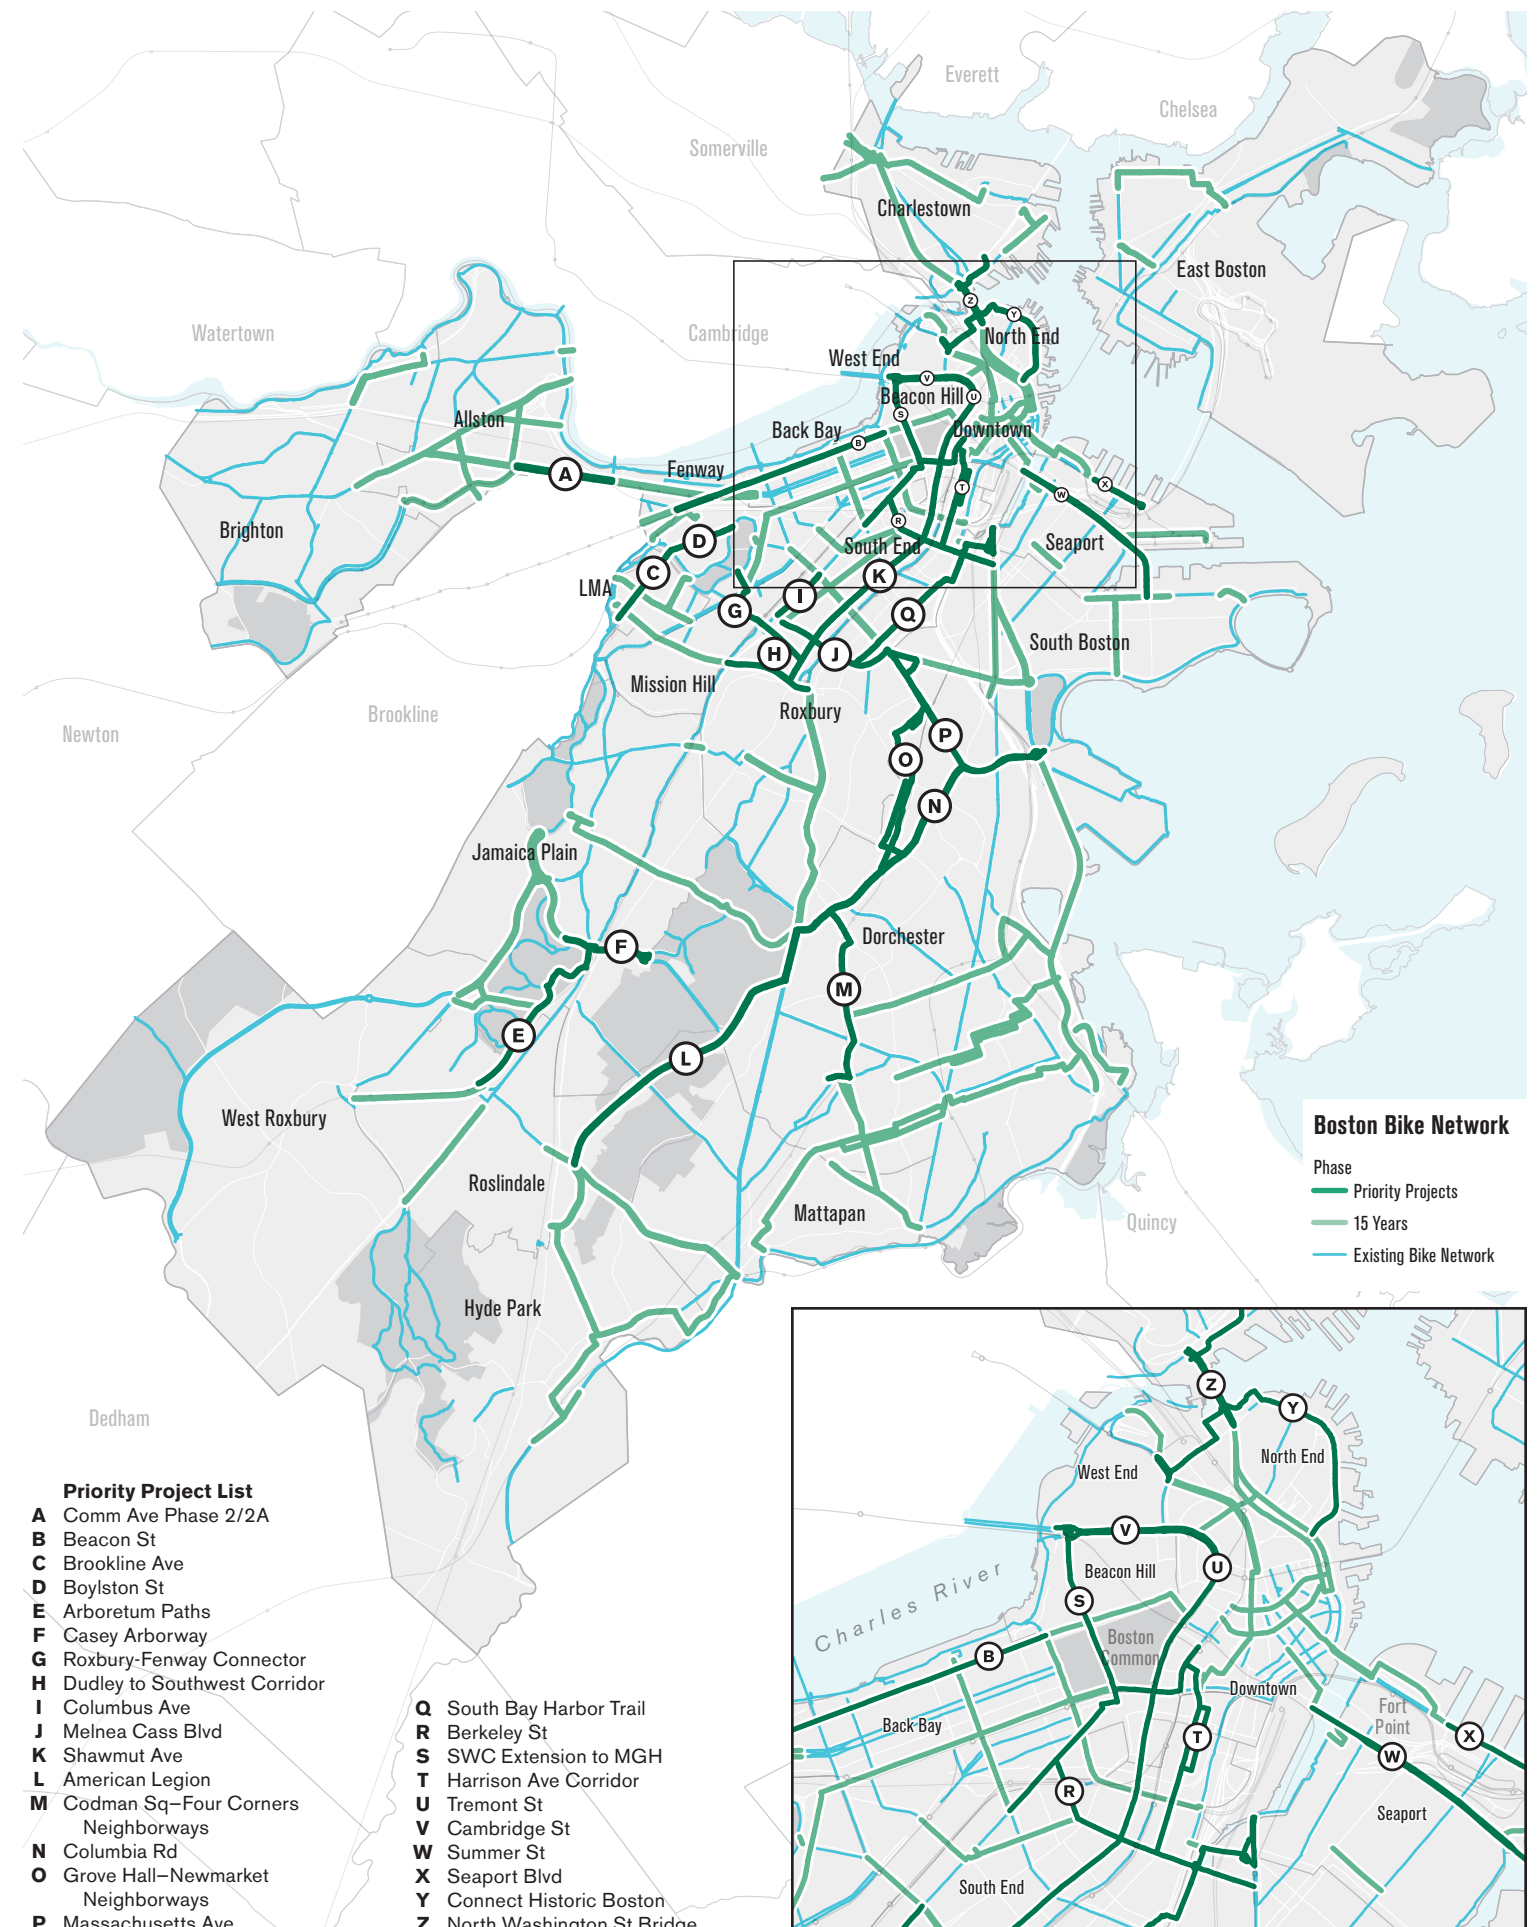 Everett
Chelsea
Somerville
Charlestown
East Boston
Watertown
Cambridge
Z
Y
North End
West End
V
Beacon Hill
U
S
Allston
Back Bay
B
Downtown
A
Fenway
T
X
W
Brighton
D
R
South End
Seaport
C
K
LMA
I
G
Q
South Boston
H
J
Mission Hill
Roxbury
Brookline
Newton
P
O
N
Jamaica Plain
Dorchester
F
M
E
L
West Roxbury
Roslindale
Mattapan
Quincy
Hyde Park
Dedham
Boston Bike Network
Phase
Priority Projects
15 Years
Existing Bike Network
Z
Y
North End
West End
V
Beacon Hill
U
Charles River
S
Boston
Common
B
Downtown
Back Bay
Fort
Point
T
X
W
R
Seaport
South End
Priority Project List
A Comm Ave Phase 2/2A
B Beacon St
C Brookline Ave
D Boylston St
E Arboretum Paths
F Casey Arborway
G Roxbury-Fenway Connector
H Dudley to Southwest Corridor
I Columbus Ave
J Melnea Cass Blvd
K Shawmut Ave
L American Legion
M Codman Sq–Four Corners
Neighborways
N Columbia Rd
O Grove Hall–Newmarket
Neighborways
P Massachusetts Ave
Q South Bay Harbor Trail
R Berkeley St
S SWC Extension to MGH
T Harrison Ave Corridor
U Tremont St
V Cambridge St
W Summer St
X Seaport Blvd
Y Connect Historic Boston
Z North Washington St Bridge